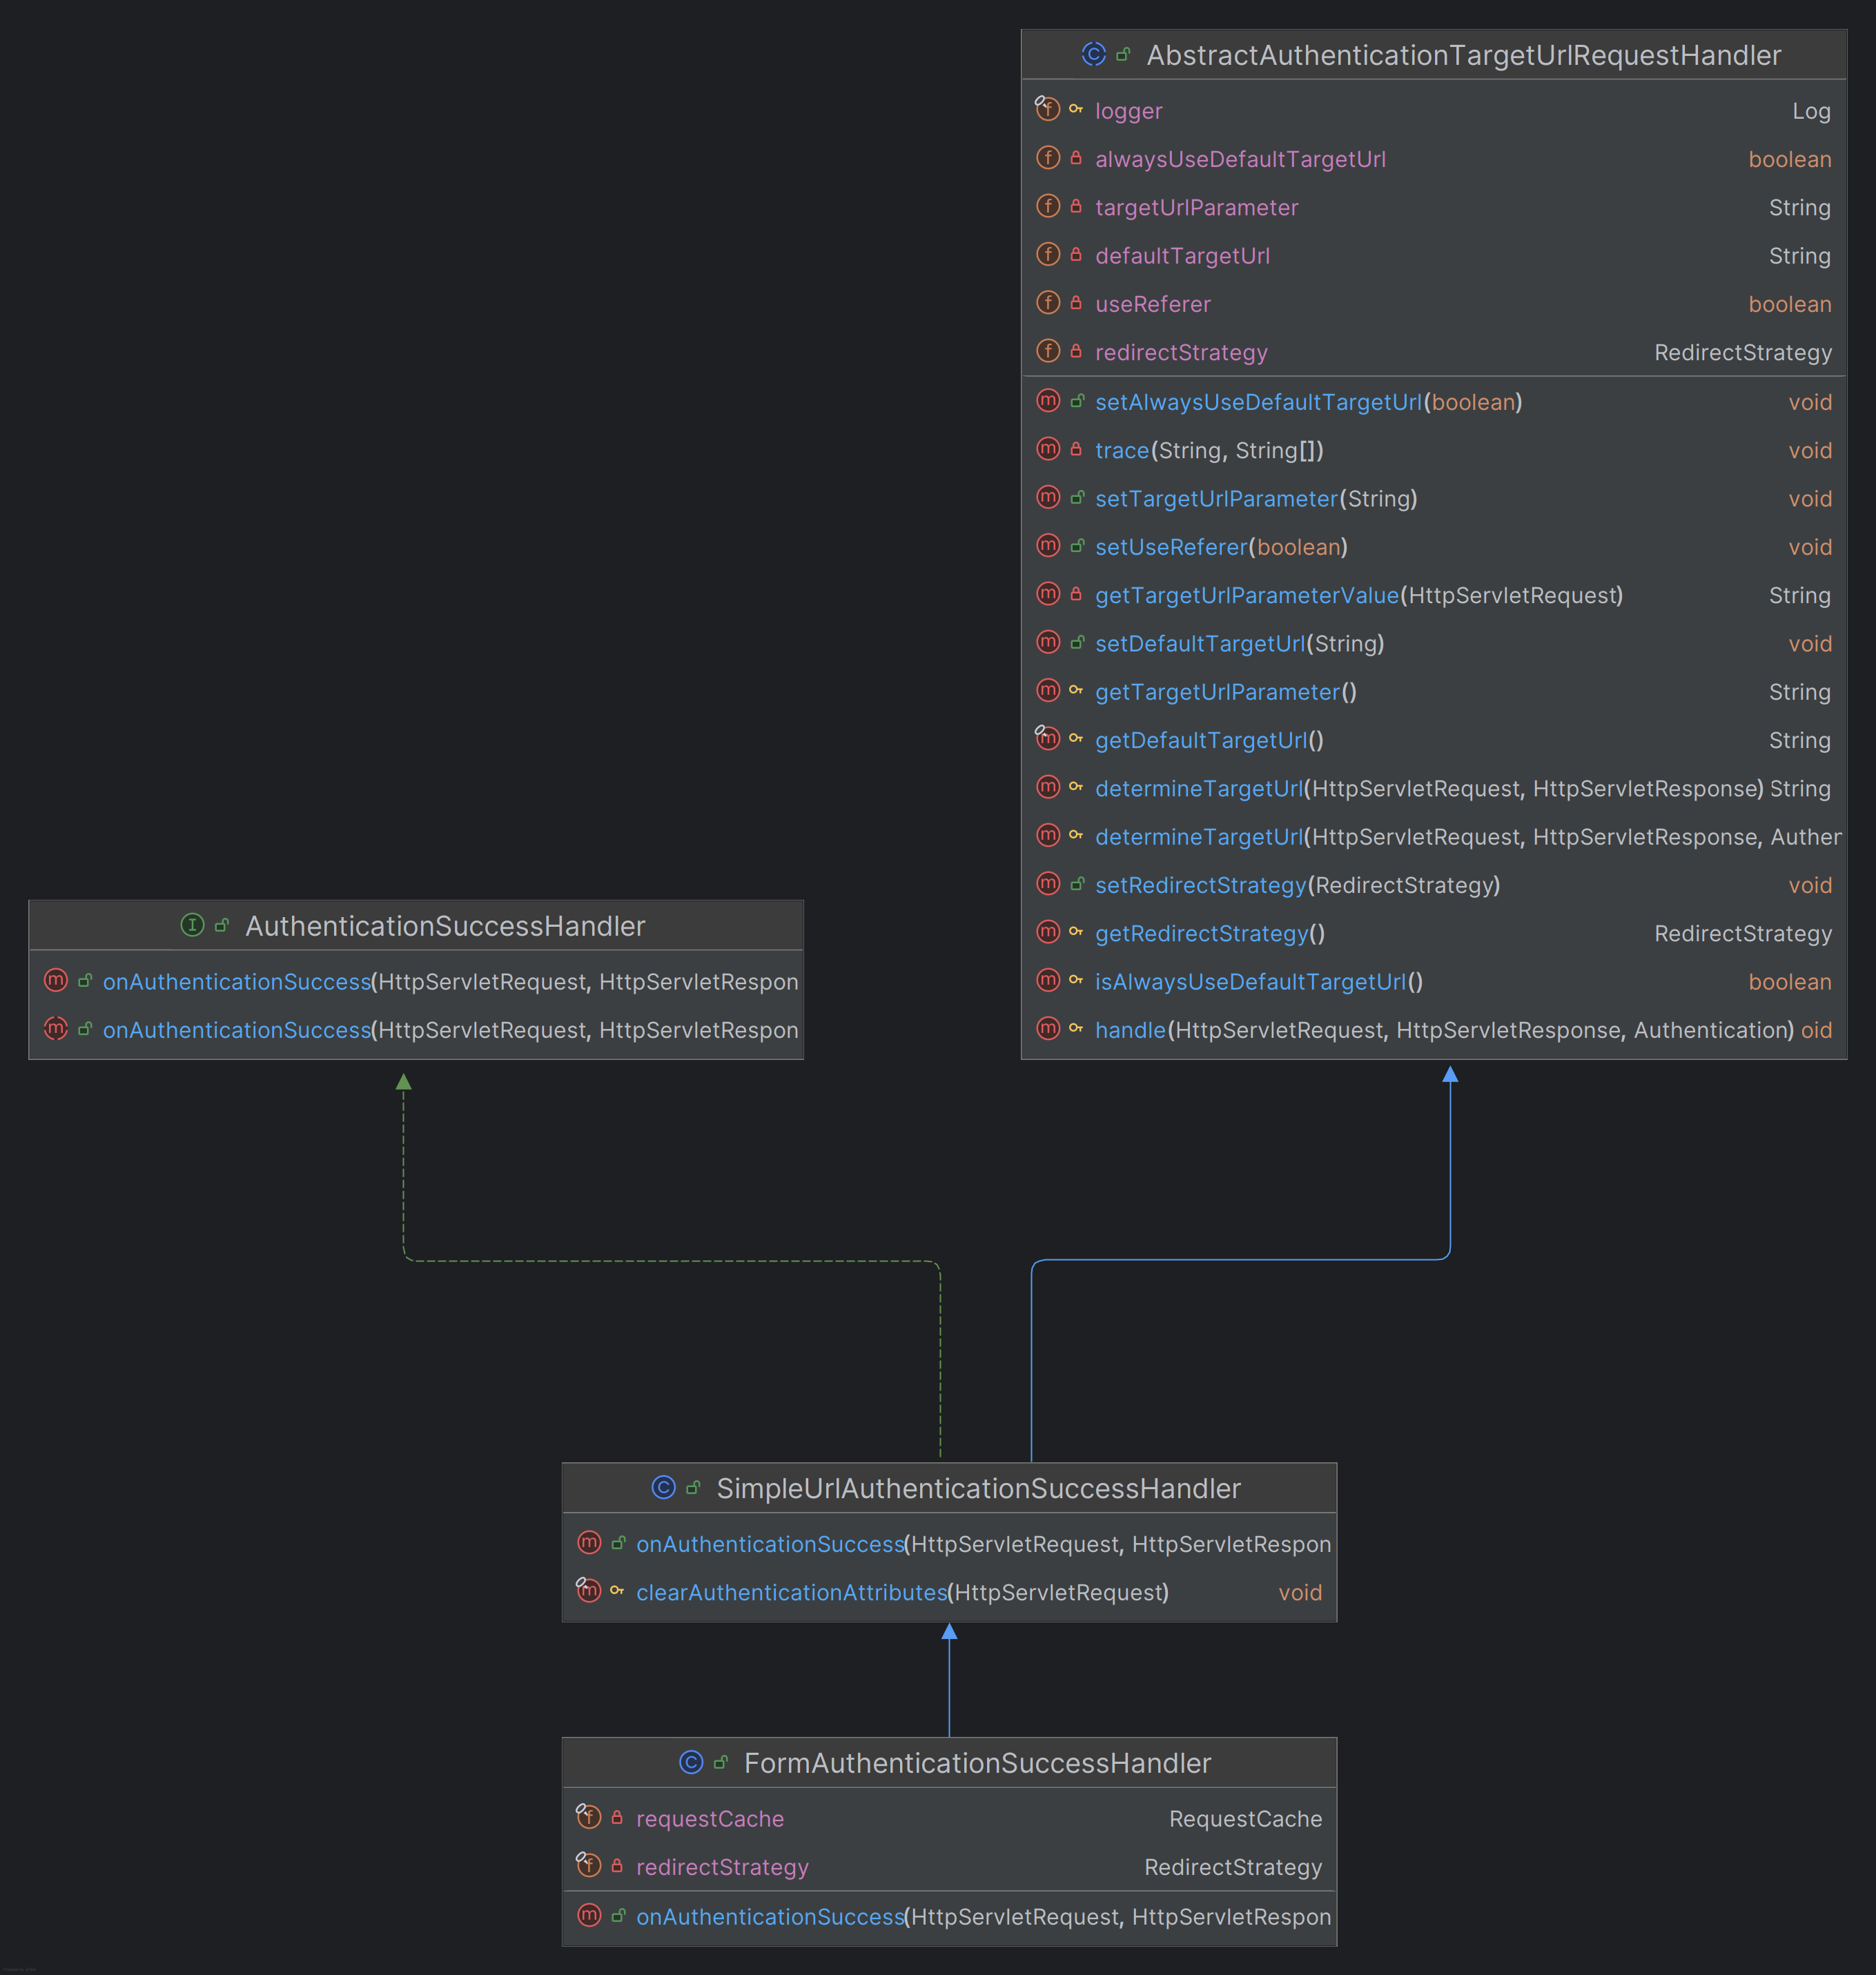 AbstractAuthenticationTargetUrlRequestHandler
logger Log
alwaysUseDefaultTargetUrl boolean
targetUrlParameter String
defaultTargetUrl String
useReferer boolean
redirectStrategy RedirectStrategy
setAlwaysUseDefaultTargetUrl(boolean) void
trace(String, String[]) void
setTargetUrlParameter(String) void
setUseReferer(boolean) void
getTargetUrlParameterValue(HttpServletRequest) String
setDefaultTargetUrl(String) void
getTargetUrlParameter() String
getDefaultTargetUrl() String
determineTargetUrl(HttpServletRequest, HttpServletResponse) String
determineTargetUrl(HttpServletRequest, HttpServletResponse, Auther
setRedirectStrategy(RedirectStrategy) void
getRedirectStrategy() RedirectStrategy
isAlwaysUseDefaultTargetUrl() boolean
handle(HttpServletRequest, HttpServletResponse, Authentication) oid
AuthenticationSuccessHandler
onAuthenticationSuccess(HttpServletRequest, HttpServletRespon
onAuthenticationSuccess(HttpServletRequest, HttpServletRespon
SimpleUrlAuthenticationSuccessHandler
onAuthenticationSuccess(HttpServletRequest, HttpServletRespon
clearAuthenticationAttributes(HttpServletRequest) void
FormAuthenticationSuccessHandler
requestCache RequestCache
redirectStrategy RedirectStrategy
onAuthenticationSuccess(HttpServletRequest, HttpServletRespon